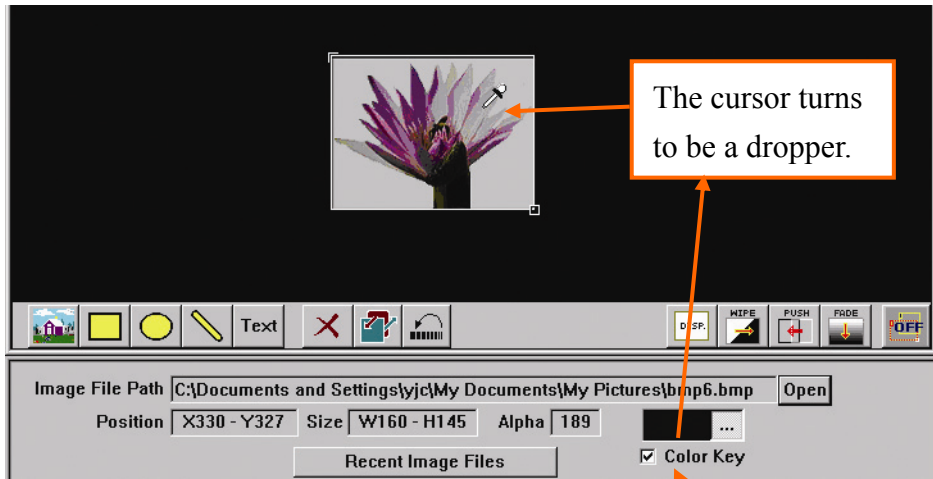 The cursor turns
to be a dropper.
Text
DISP.
WIPE
PUSH
FADE
OFF
Image File Path C:\Documents and Settings\yjc\My Documents\My Pictures\bmp6.bmp Open
Position X330 - Y327 Size W160 - H145 Alpha 189 ...
Recent Image Files Color Key